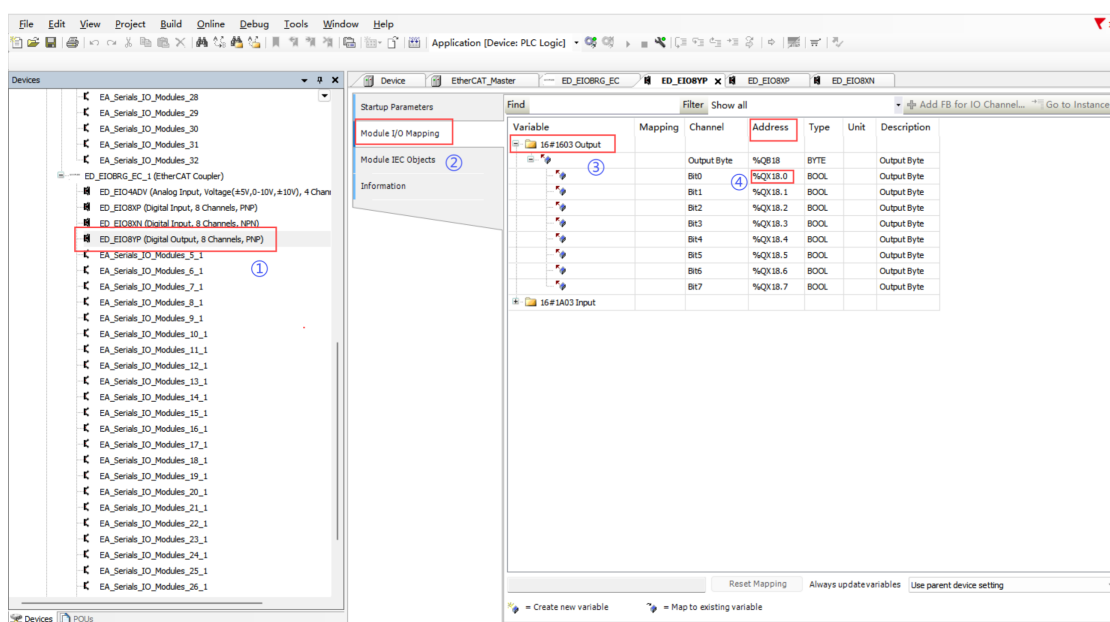 File Edit View Project Build Online Debug Tools Window Help
Application [Device: PLC Logic]
Devices
EA_Serials_IO_Modules_28
EA_Serials_IO_Modules_29
EA_Serials_IO_Modules_30
EA_Serials_IO_Modules_31
EA_Serials_IO_Modules_32
ED_EIOBRG_EC_1 (EtherCAT Coupler)
ED_EIO4ADV (Analog Input, Voltage(±5V,0-10V,±10V), 4 Chann
ED_EIO8XP (Digital Input, 8 Channels, PNP)
ED_EIO8XN (Digital Input, 8 Channels, NPN)
ED_EIO8YP (Digital Output, 8 Channels, PNP)
①
EA_Serials_IO_Modules_5_1
EA_Serials_IO_Modules_6_1
EA_Serials_IO_Modules_7_1
EA_Serials_IO_Modules_8_1
EA_Serials_IO_Modules_9_1
EA_Serials_IO_Modules_10_1
EA_Serials_IO_Modules_11_1
EA_Serials_IO_Modules_12_1
EA_Serials_IO_Modules_13_1
EA_Serials_IO_Modules_14_1
EA_Serials_IO_Modules_15_1
EA_Serials_IO_Modules_16_1
EA_Serials_IO_Modules_17_1
EA_Serials_IO_Modules_18_1
EA_Serials_IO_Modules_19_1
EA_Serials_IO_Modules_20_1
EA_Serials_IO_Modules_21_1
EA_Serials_IO_Modules_22_1
EA_Serials_IO_Modules_23_1
EA_Serials_IO_Modules_24_1
EA_Serials_IO_Modules_25_1
EA_Serials_IO_Modules_26_1
Devices POUs
Device EtherCAT_Master ED_EIOBRG_EC ED_EIO8YP ED_EIO8XP ED_EIO8XN
Startup Parameters
Module I/O Mapping
Module IEC Objects ②
Information
Find Filter Show all Add FB for IO Channel... Go to Instance
Variable Mapping Channel Address Type Unit Description
16#1603 Output
③
Output Byte %QB18 BYTE Output Byte
Bit0 ④ %QX18.0 BOOL Output Byte
Bit1 %QX18.1 BOOL Output Byte
Bit2 %QX18.2 BOOL Output Byte
Bit3 %QX18.3 BOOL Output Byte
Bit4 %QX18.4 BOOL Output Byte
Bit5 %QX18.5 BOOL Output Byte
Bit6 %QX18.6 BOOL Output Byte
Bit7 %QX18.7 BOOL Output Byte
16#1A03 Input
Reset Mapping Always update variables Use parent device setting
= Create new variable = Map to existing variable